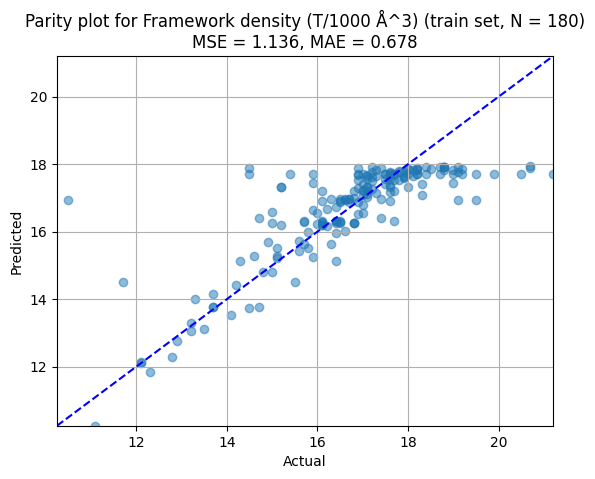 Parity plot for Framework density (T/1000 Å^3) (train set, N = 180)
MSE = 1.136, MAE = 0.678
20
18
16
14
12
Predicted
12
14
16
18
20
Actual